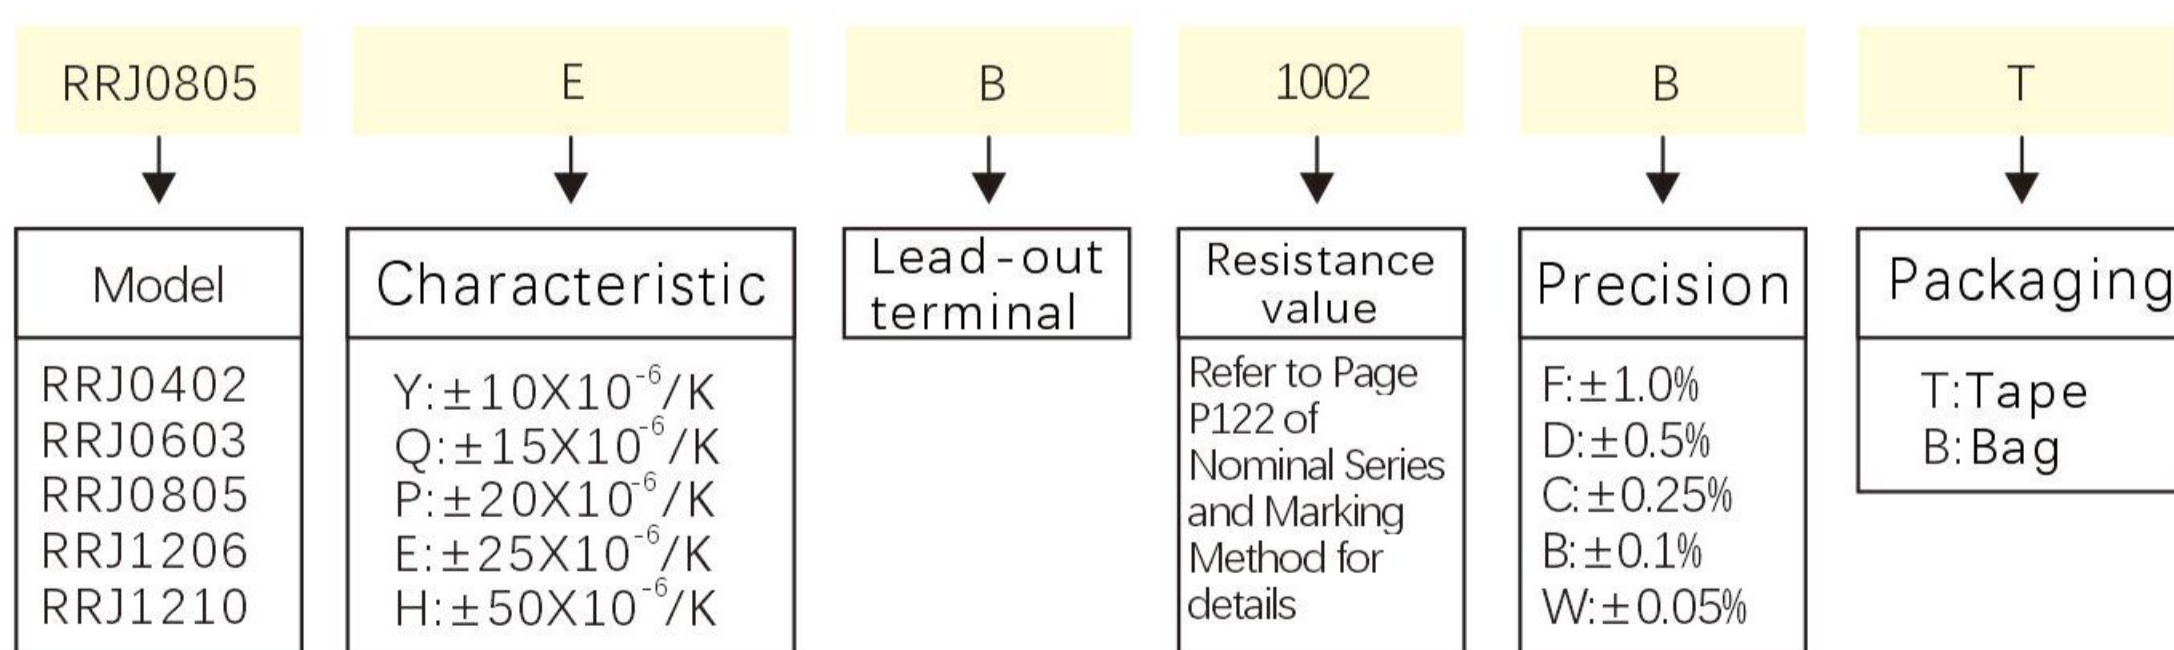 RRJ0805 E B 1002 B T
Model
Characteristic
Lead-out
terminal
Resistance
value
Precision
Packaging
RRJ0402
RRJ0603
RRJ0805
RRJ1206
RRJ1210
Y:±10X10⁻⁶/K
Q:±15X10⁻⁶/K
P:±20X10⁻⁶/K
E:±25X10⁻⁶/K
H:±50X10⁻⁶/K
Refer to Page
P122 of
Nominal Series
and Marking
Method for
details
F:±1.0%
D:±0.5%
C:±0.25%
B:±0.1%
W:±0.05%
T:Tape
B:Bag